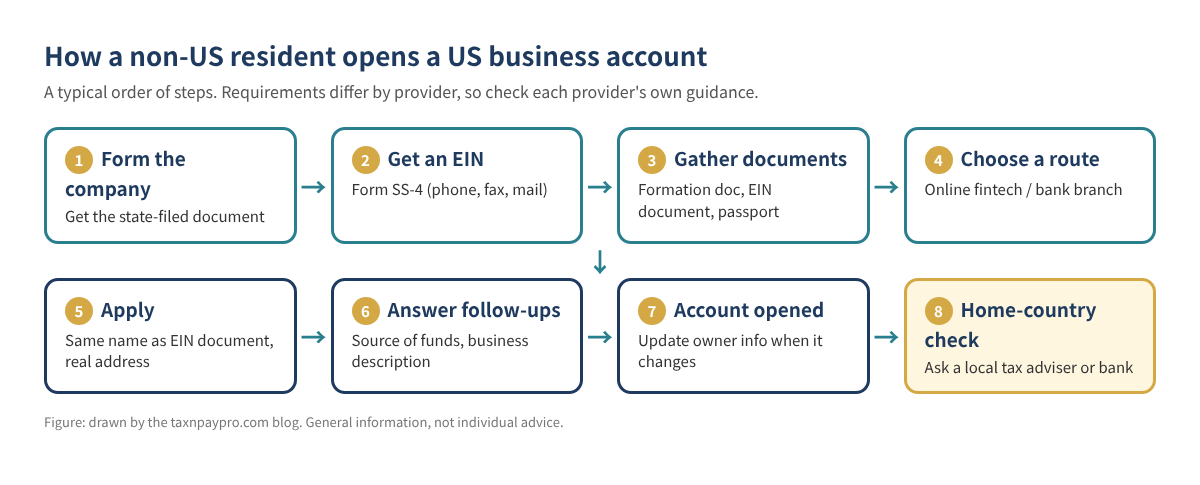 How a non-US resident opens a US business account
A typical order of steps. Requirements differ by provider, so check each provider's own guidance.
1 Form the
company
Get the state-filed document
2 Get an EIN
Form SS-4 (phone, fax, mail)
3 Gather documents
Formation doc, EIN
document, passport
4 Choose a route
Online fintech / bank branch
5 Apply
Same name as EIN document,
real address
6 Answer follow-ups
Source of funds, business
description
7 Account opened
Update owner info when it
changes
8 Home-country
check
Ask a local tax adviser or bank
Figure: drawn by the taxnpaypro.com blog. General information, not individual advice.